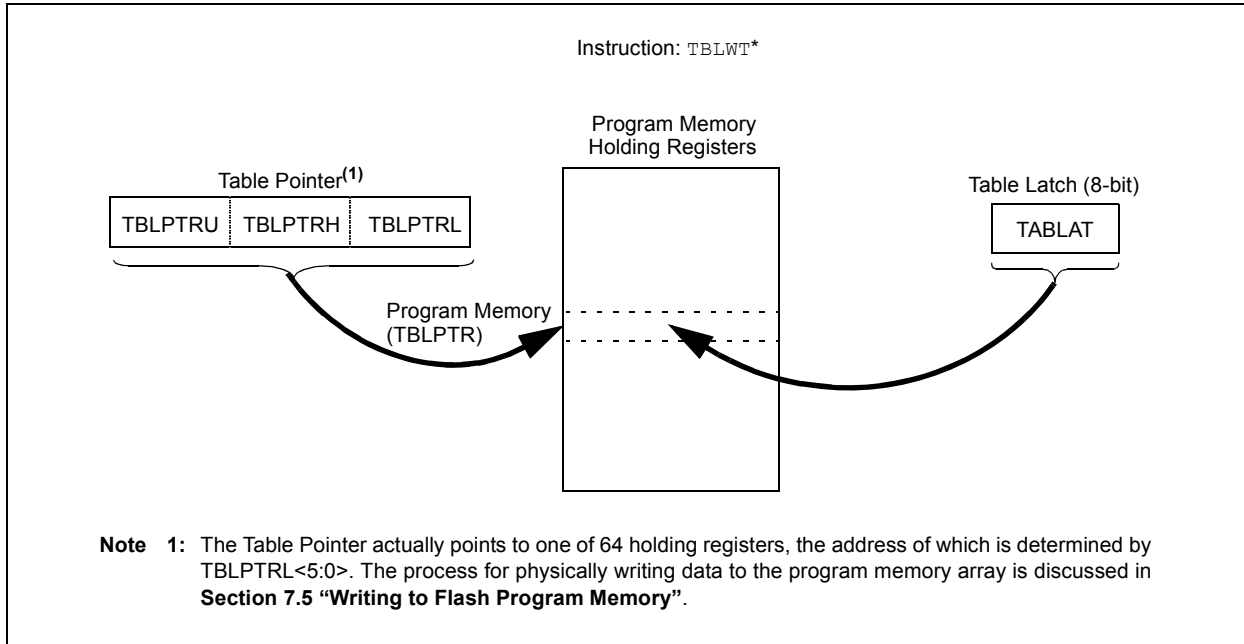 Instruction: TBLWT*
Program Memory
Holding Registers
Table Pointer(1)
Table Latch (8-bit)
TBLPTRU TBLPTRH TBLPTRL
TABLAT
Program Memory
(TBLPTR)
Note 1: The Table Pointer actually points to one of 64 holding registers, the address of which is determined by
TBLPTRL<5:0>. The process for physically writing data to the program memory array is discussed in
Section 7.5 “Writing to Flash Program Memory”.